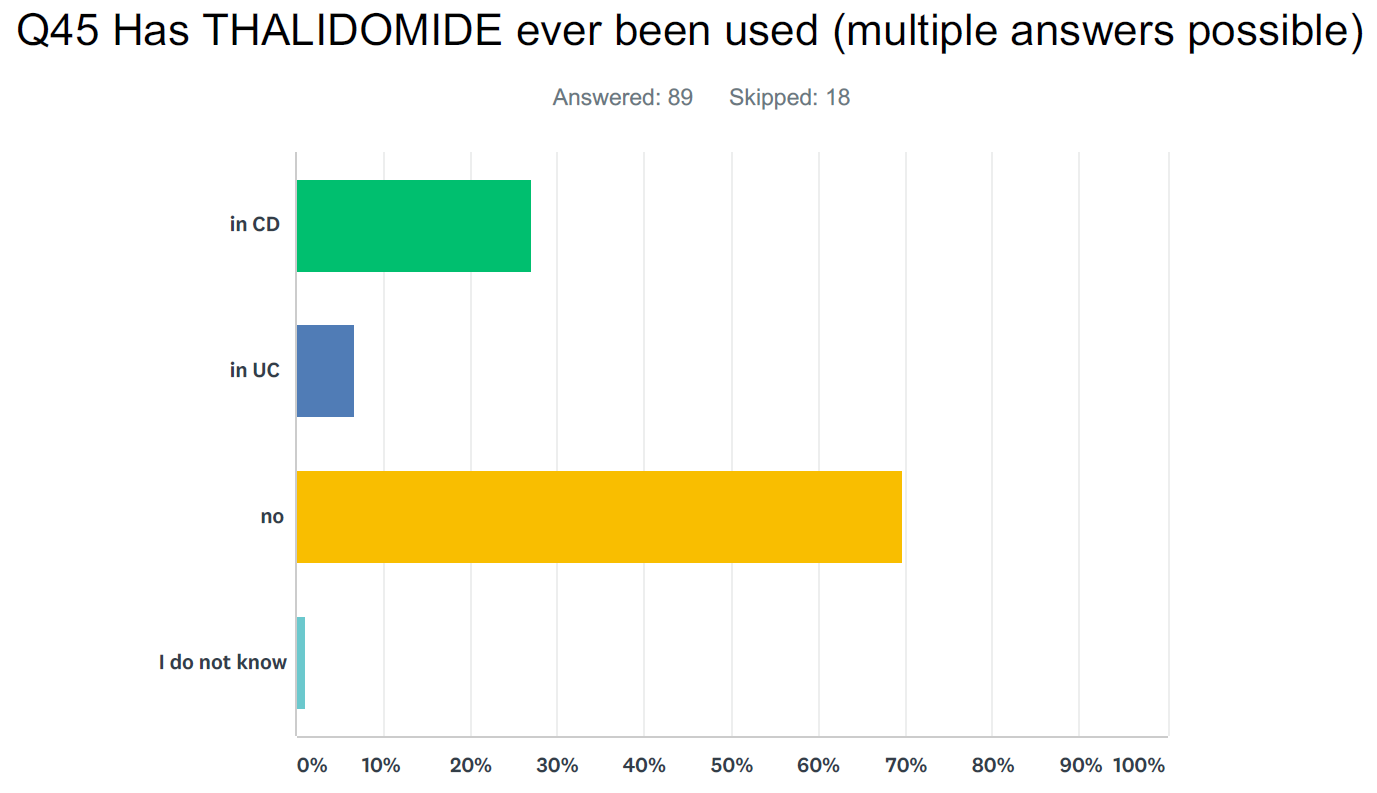 Q45 Has THALIDOMIDE ever been used (multiple answers possible)
Answered: 89 Skipped: 18
in CD
in UC
no
I do not know
0% 10% 20% 30% 40% 50% 60% 70% 80% 90% 100%